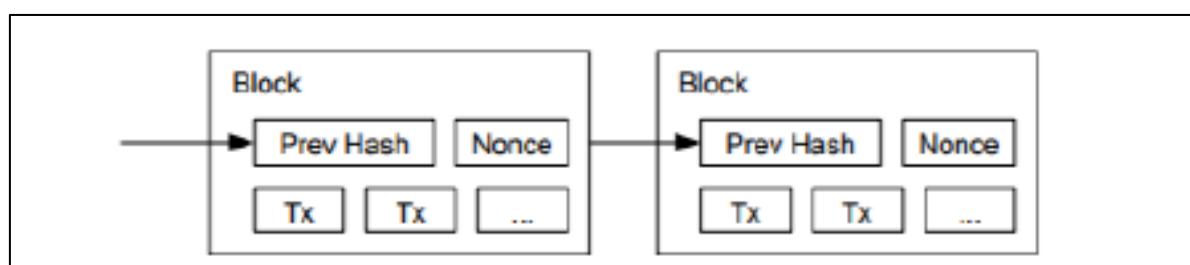 Block Block
Prev Hash Nonce Prev Hash Nonce
Tx Tx ... Tx Tx ...